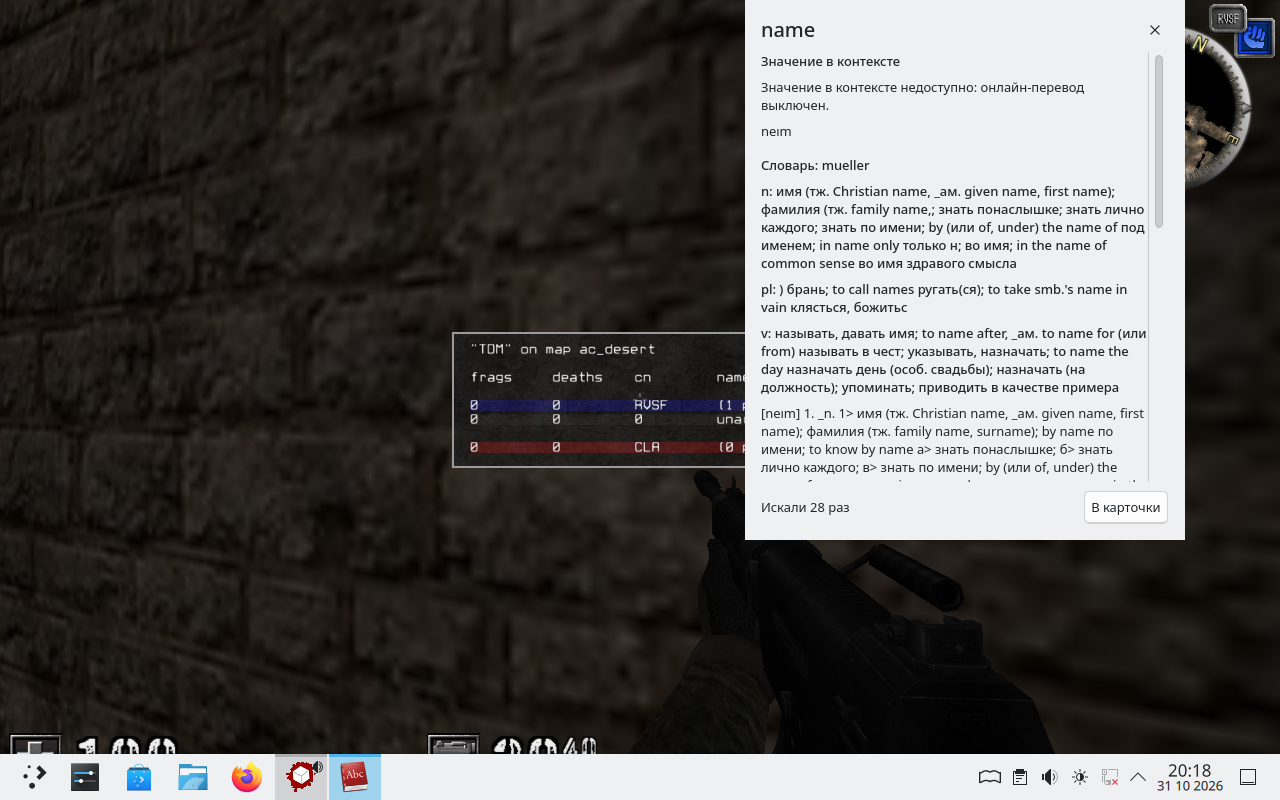 name
Значение в контексте
Значение в контексте недоступно: онлайн-перевод
выключен.
neɪm
Словарь: mueller
n: имя (тж. Christian name, _ам. given name, first name);
фамилия (тж. family name,; знать понаслышке; знать лично
каждого; знать по имени; by (или of, under) the name of под
именем; in name only только н; во имя; in the name of
common sense во имя здравого смысла
pl: ) брань; to call names ругать(ся); to take smb.'s name in
vain клясться, божитьс
v: называть, давать имя; to name after, _ам. to name for (или
from) называть в чест; указывать, назначать; to name the
day назначать день (особ. свадьбы); назначать (на
должность); упоминать; приводить в качестве примера
[neɪm] 1. _n. 1> имя (тж. Christian name, _ам. given name, first
name); фамилия (тж. family name, surname); by name по
имени; to know by name а> знать понаслышке; б> знать
лично каждого; в> знать по имени; by (или of, under) the
Искали 28 раз
В карточки
RVSF
N
E
"TDM" on map ac_desert
frags deaths cn name
0 0 RVSF (1 p
0 0 0 una
0 0 CLA (0 p
100
Abc
20:18
31 10 2026